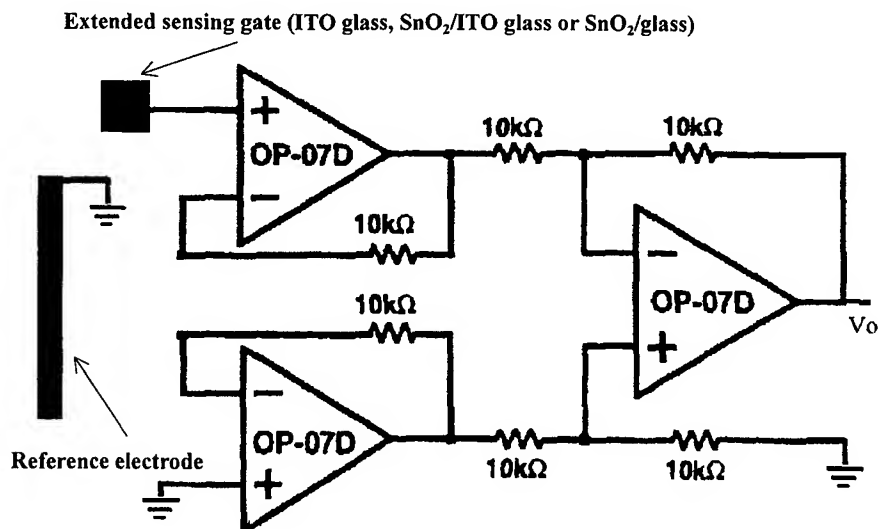 Extended sensing gate (ITO glass, SnO₂/ITO glass or SnO₂/glass)
+
OP-07D
−
10kΩ
10kΩ
10kΩ
−
OP-07D
+
Vo
10kΩ
−
OP-07D
+
10kΩ
10kΩ
Reference electrode